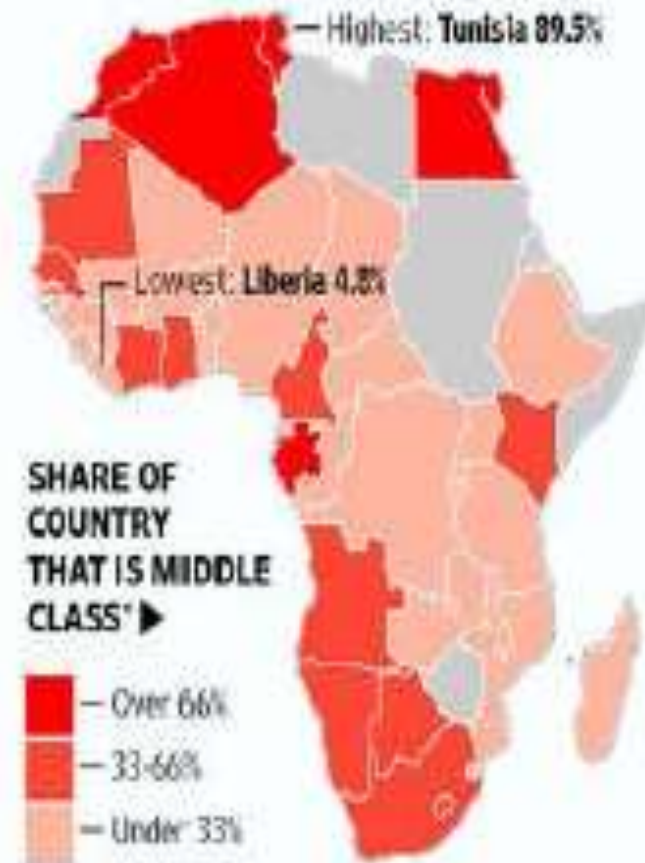 Highest: Tunisia 89.5%
Lowest: Liberia 4.8%
SHARE OF
COUNTRY
THAT IS MIDDLE
CLASS* ▶
Over 66%
33-66%
Under 33%